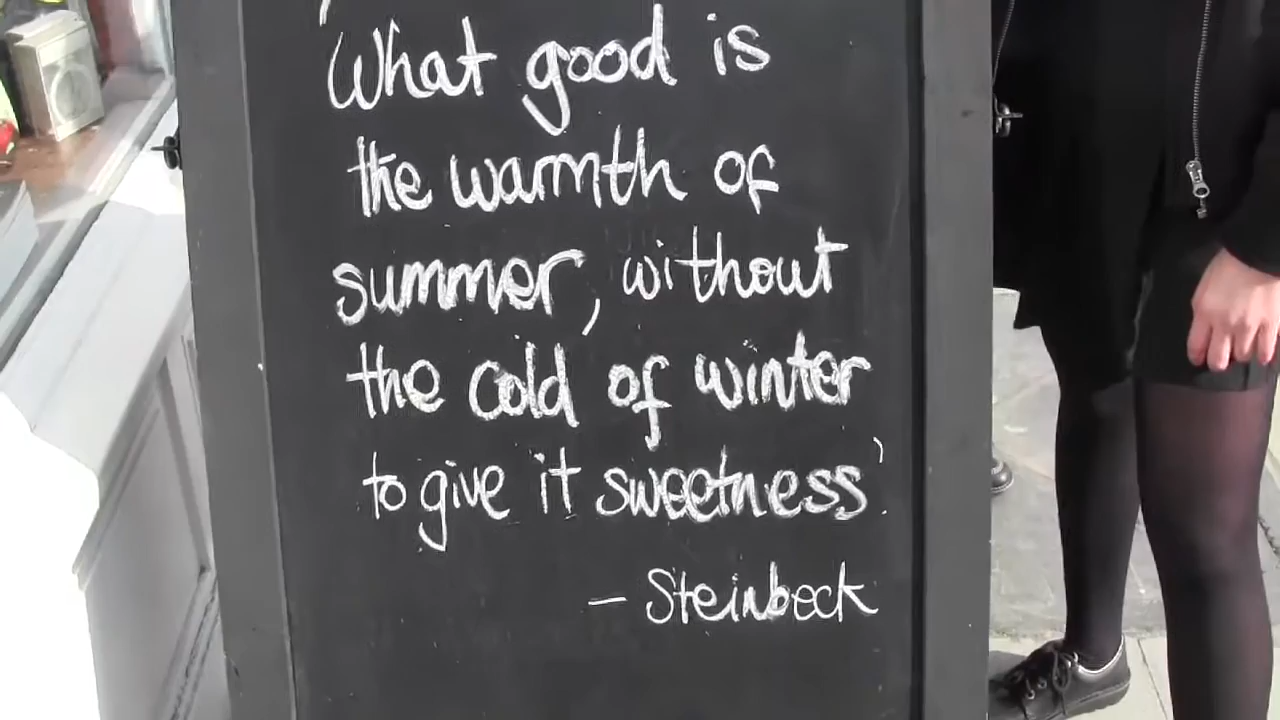 'What good is
the warmth of
summer, without
the cold of winter
to give it sweetness'.
– Steinbeck